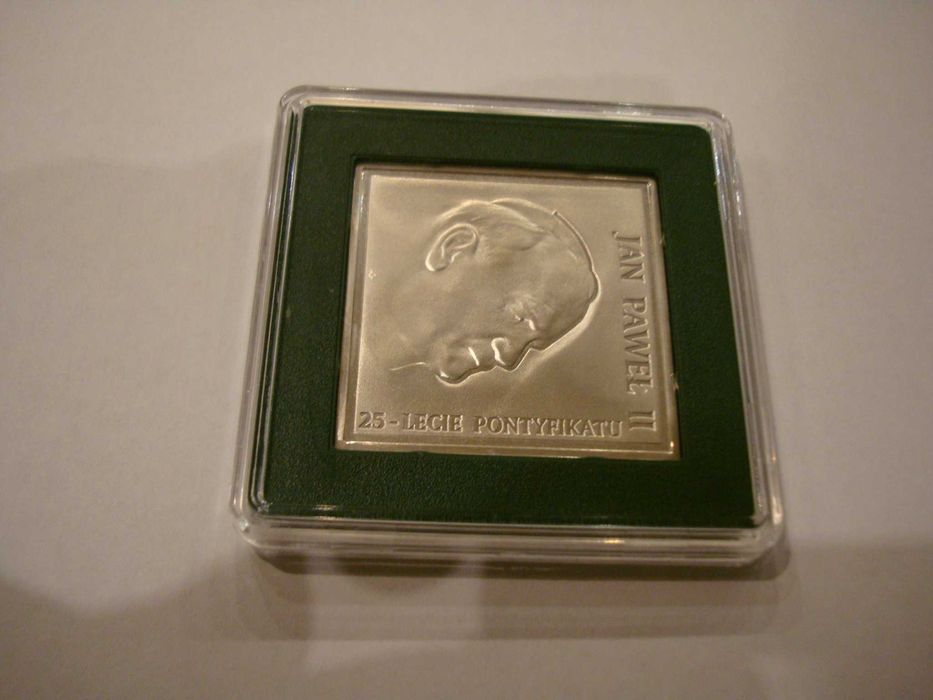 JAN PAWEŁ II
25-LECIE PONTYFIKATU